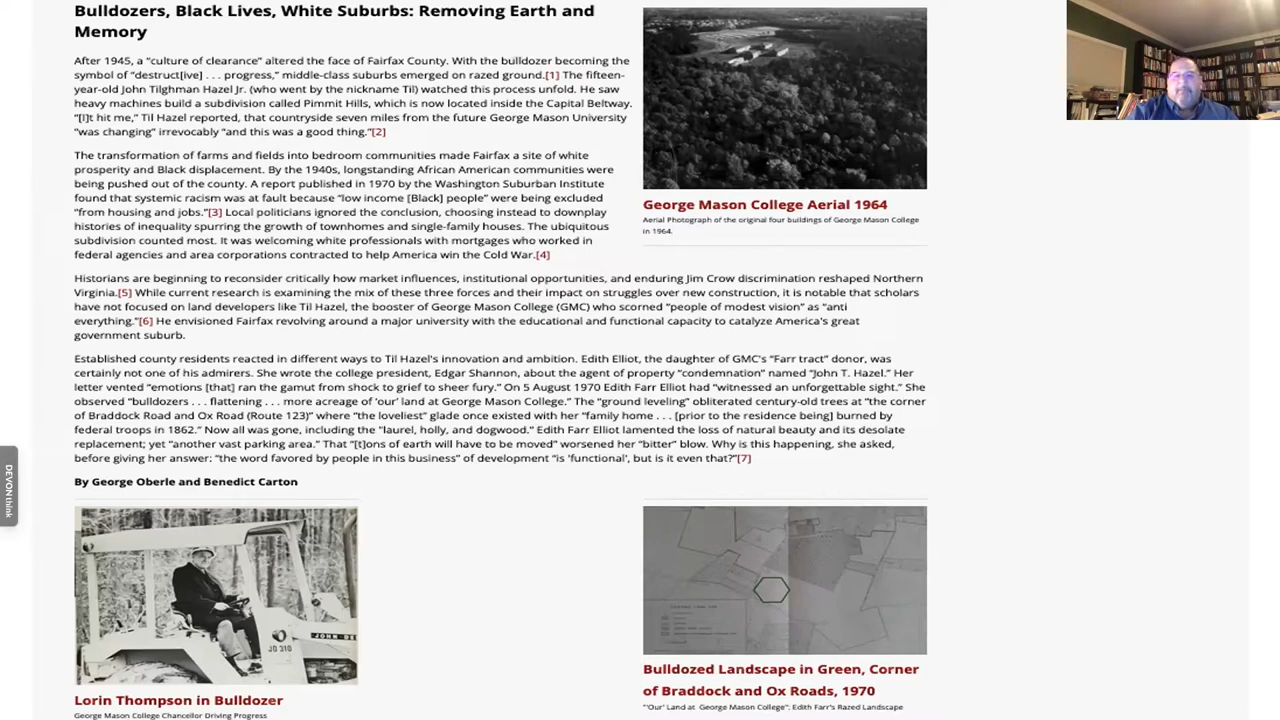 Bulldozers, Black Lives, White Suburbs: Removing Earth and
Memory
After 1945, a “culture of clearance” altered the face of Fairfax County. With the bulldozer becoming the
symbol of “destruct[ive] . . . progress,” middle-class suburbs emerged on razed ground.[1] The fifteen-
year-old John Tilghman Hazel Jr. (who went by the nickname Til) watched this process unfold. He saw
heavy machines build a subdivision called Pimmit Hills, which is now located inside the Capital Beltway.
“[I]t hit me,” Til Hazel reported, that countryside seven miles from the future George Mason University
“was changing” irrevocably “and this was a good thing.”[2]
The transformation of farms and fields into bedroom communities made Fairfax a site of white
prosperity and Black displacement. By the 1940s, longstanding African American communities were
being pushed out of the county. A report published in 1970 by the Washington Suburban Institute
found that systemic racism was at fault because “low income [Black] people” were being excluded
“from housing and jobs.”[3] Local politicians ignored the conclusion, choosing instead to downplay
histories of inequality spurring the growth of townhomes and single-family houses. The ubiquitous
subdivision counted most. It was welcoming white professionals with mortgages who worked in
federal agencies and area corporations contracted to help America win the Cold War.[4]
George Mason College Aerial 1964
Aerial Photograph of the original four buildings of George Mason College
in 1964.
Historians are beginning to reconsider critically how market influences, institutional opportunities, and enduring Jim Crow discrimination reshaped Northern
Virginia.[5] While current research is examining the mix of these three forces and their impact on struggles over new construction, it is notable that scholars
have not focused on land developers like Til Hazel, the booster of George Mason College (GMC) who scorned “people of modest vision” as “anti
everything.”[6] He envisioned Fairfax revolving around a major university with the educational and functional capacity to catalyze America's great
government suburb.
Established county residents reacted in different ways to Til Hazel's innovation and ambition. Edith Elliot, the daughter of GMC's “Farr tract” donor, was
certainly not one of his admirers. She wrote the college president, Edgar Shannon, about the agent of property “condemnation” named “John T. Hazel.” Her
letter vented “emotions [that] ran the gamut from shock to grief to sheer fury.” On 5 August 1970 Edith Farr Elliot had “witnessed an unforgettable sight.” She
observed “bulldozers . . . flattening . . . more acreage of ‘our’ land at George Mason College.” The “ground leveling” obliterated century-old trees at “the corner
of Braddock Road and Ox Road (Route 123)” where “the loveliest” glade once existed with her “family home . . . [prior to the residence being] burned by
federal troops in 1862.” Now all was gone, including the “laurel, holly, and dogwood.” Edith Farr Elliot lamented the loss of natural beauty and its desolate
replacement; yet “another vast parking area.” That “[t]ons of earth will have to be moved” worsened her “bitter” blow. Why is this happening, she asked,
before giving her answer: “the word favored by people in this business” of development “is 'functional', but is it even that?”[7]
By George Oberle and Benedict Carton
DEVONthink
JOHN DE
JD 310
Lorin Thompson in Bulldozer
George Mason College Chancellor Driving Progress
Bulldozed Landscape in Green, Corner
of Braddock and Ox Roads, 1970
"'Our' Land at George Mason College": Edith Farr's Razed Landscape